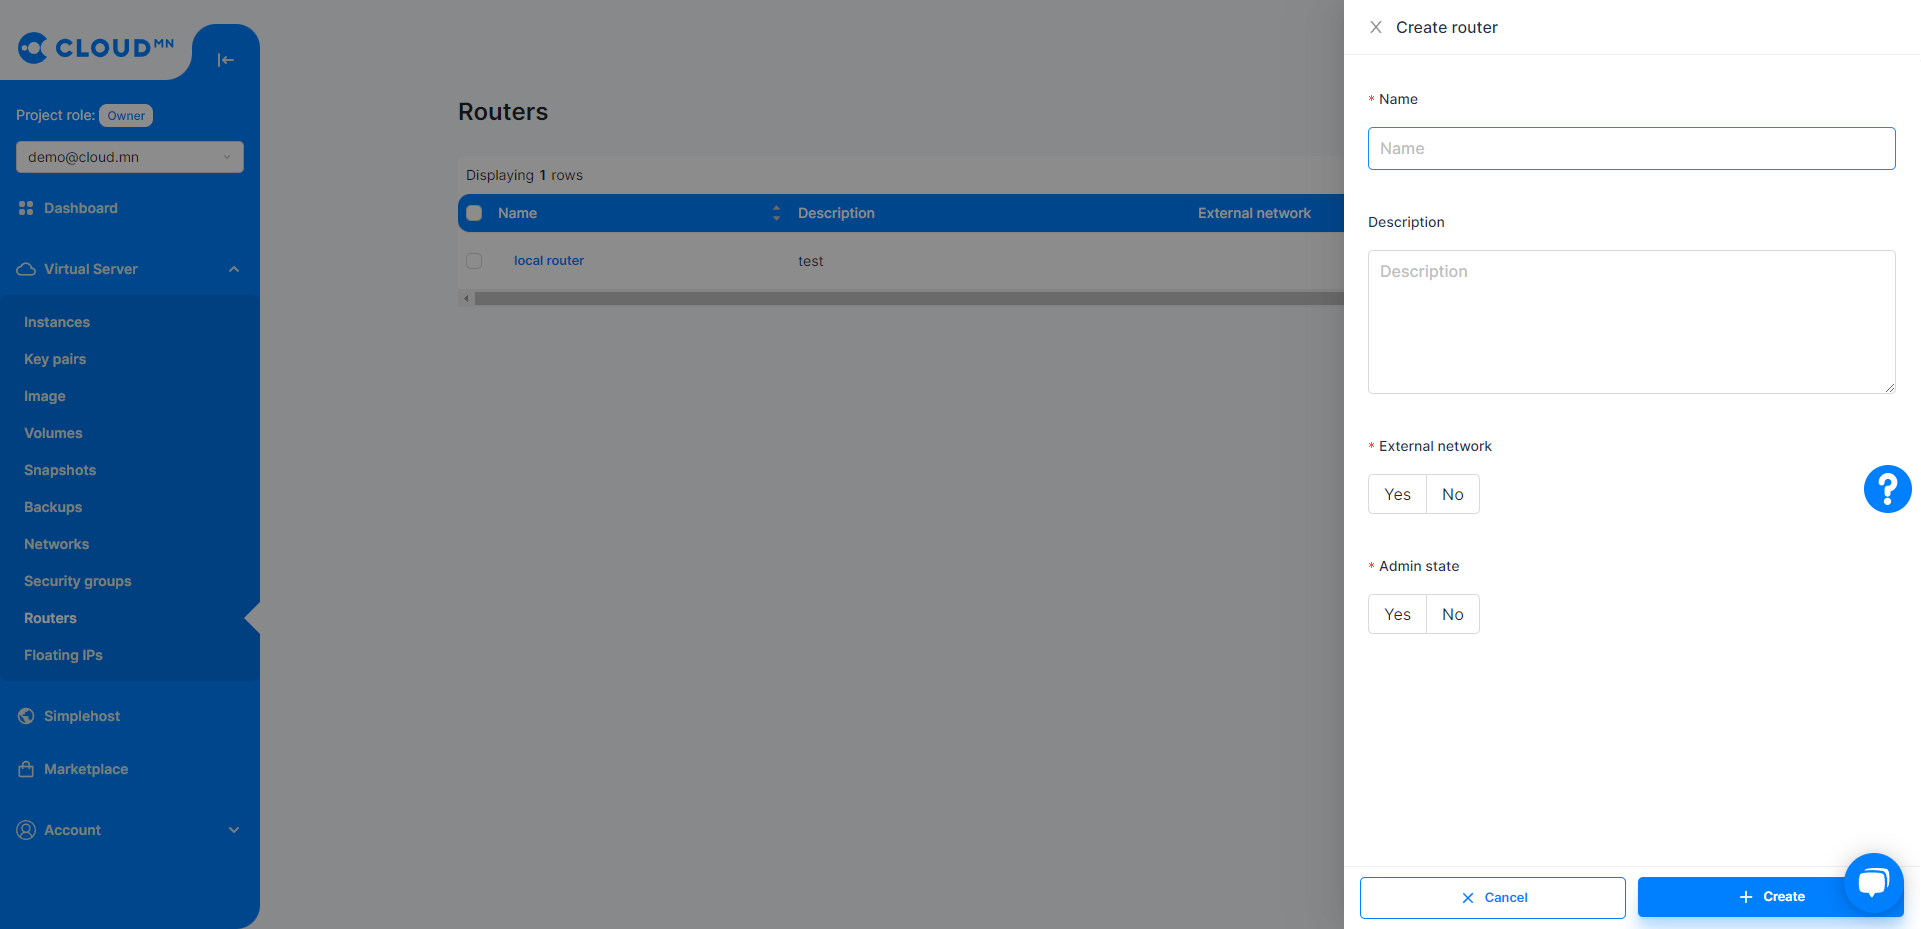 CLOUD MN
Project role: Owner
demo@cloud.mn
Dashboard
Virtual Server
Instances
Key pairs
Image
Volumes
Snapshots
Backups
Networks
Security groups
Routers
Floating IPs
Simplehost
Marketplace
Account
Routers
Displaying 1 rows
Name Description External network
local router test
Create router
* Name
Name
Description
Description
* External network
Yes No
* Admin state
Yes No
?
Cancel
Create